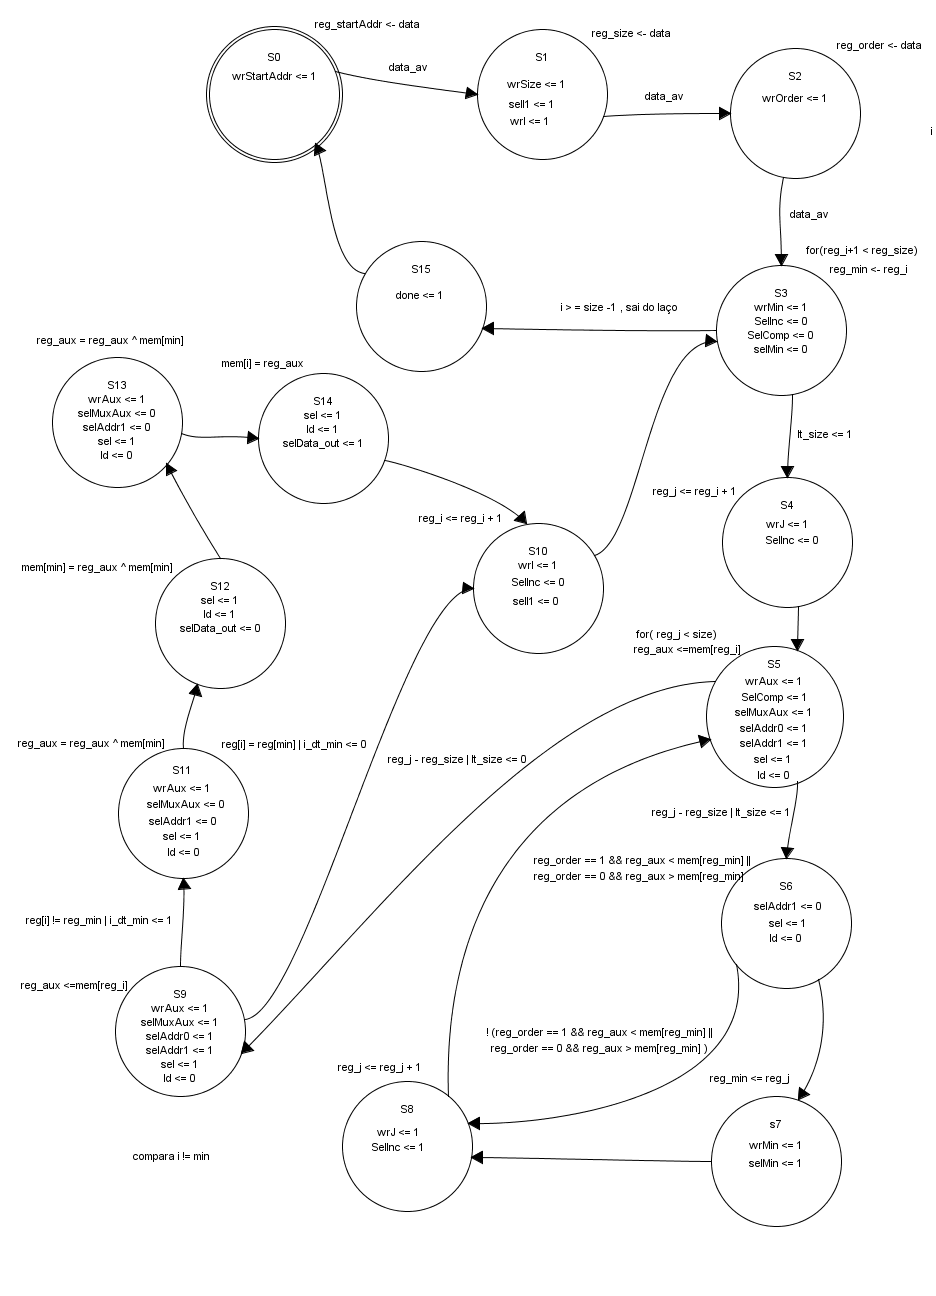 reg_startAddr <- data
S0
wrStartAddr <= 1
data_av
reg_size <- data
S1
wrSize <= 1
sell1 <= 1
wrI <= 1
data_av
reg_order <- data
S2
wrOrder <= 1
i
data_av
for(reg_i+1 < reg_size)
reg_min <- reg_i
S3
wrMin <= 1
SelInc <= 0
SelComp <= 0
selMin <= 0
i > = size -1 , sai do laço
S15
done <= 1
reg_aux = reg_aux ^ mem[min]
S13
wrAux <= 1
selMuxAux <= 0
selAddr1 <= 0
sel <= 1
ld <= 0
mem[i] = reg_aux
S14
sel <= 1
ld <= 1
selData_out <= 1
lt_size <= 1
reg_j <= reg_i + 1
S4
wrJ <= 1
SelInc <= 0
reg_i <= reg_i + 1
S10
wrI <= 1
SelInc <= 0
sell1 <= 0
mem[min] = reg_aux ^ mem[min]
S12
sel <= 1
ld <= 1
selData_out <= 0
for( reg_j < size)
reg_aux <=mem[reg_i]
S5
wrAux <= 1
SelComp <= 1
selMuxAux <= 1
selAddr0 <= 1
selAddr1 <= 1
sel <= 1
ld <= 0
reg_aux = reg_aux ^ mem[min]
S11
wrAux <= 1
selMuxAux <= 0
selAddr1 <= 0
sel <= 1
ld <= 0
reg[i] = reg[min] | i_dt_min <= 0
reg_j - reg_size | lt_size <= 0
reg_j - reg_size | lt_size <= 1
reg_order == 1 && reg_aux < mem[reg_min] ||
reg_order == 0 && reg_aux > mem[reg_min]
S6
selAddr1 <= 0
sel <= 1
ld <= 0
reg[i] != reg_min | i_dt_min <= 1
reg_aux <=mem[reg_i]
S9
wrAux <= 1
selMuxAux <= 1
selAddr0 <= 1
selAddr1 <= 1
sel <= 1
ld <= 0
! (reg_order == 1 && reg_aux < mem[reg_min] ||
reg_order == 0 && reg_aux > mem[reg_min] )
reg_j <= reg_j + 1
S8
wrJ <= 1
SelInc <= 1
reg_min <= reg_j
s7
wrMin <= 1
selMin <= 1
compara i != min